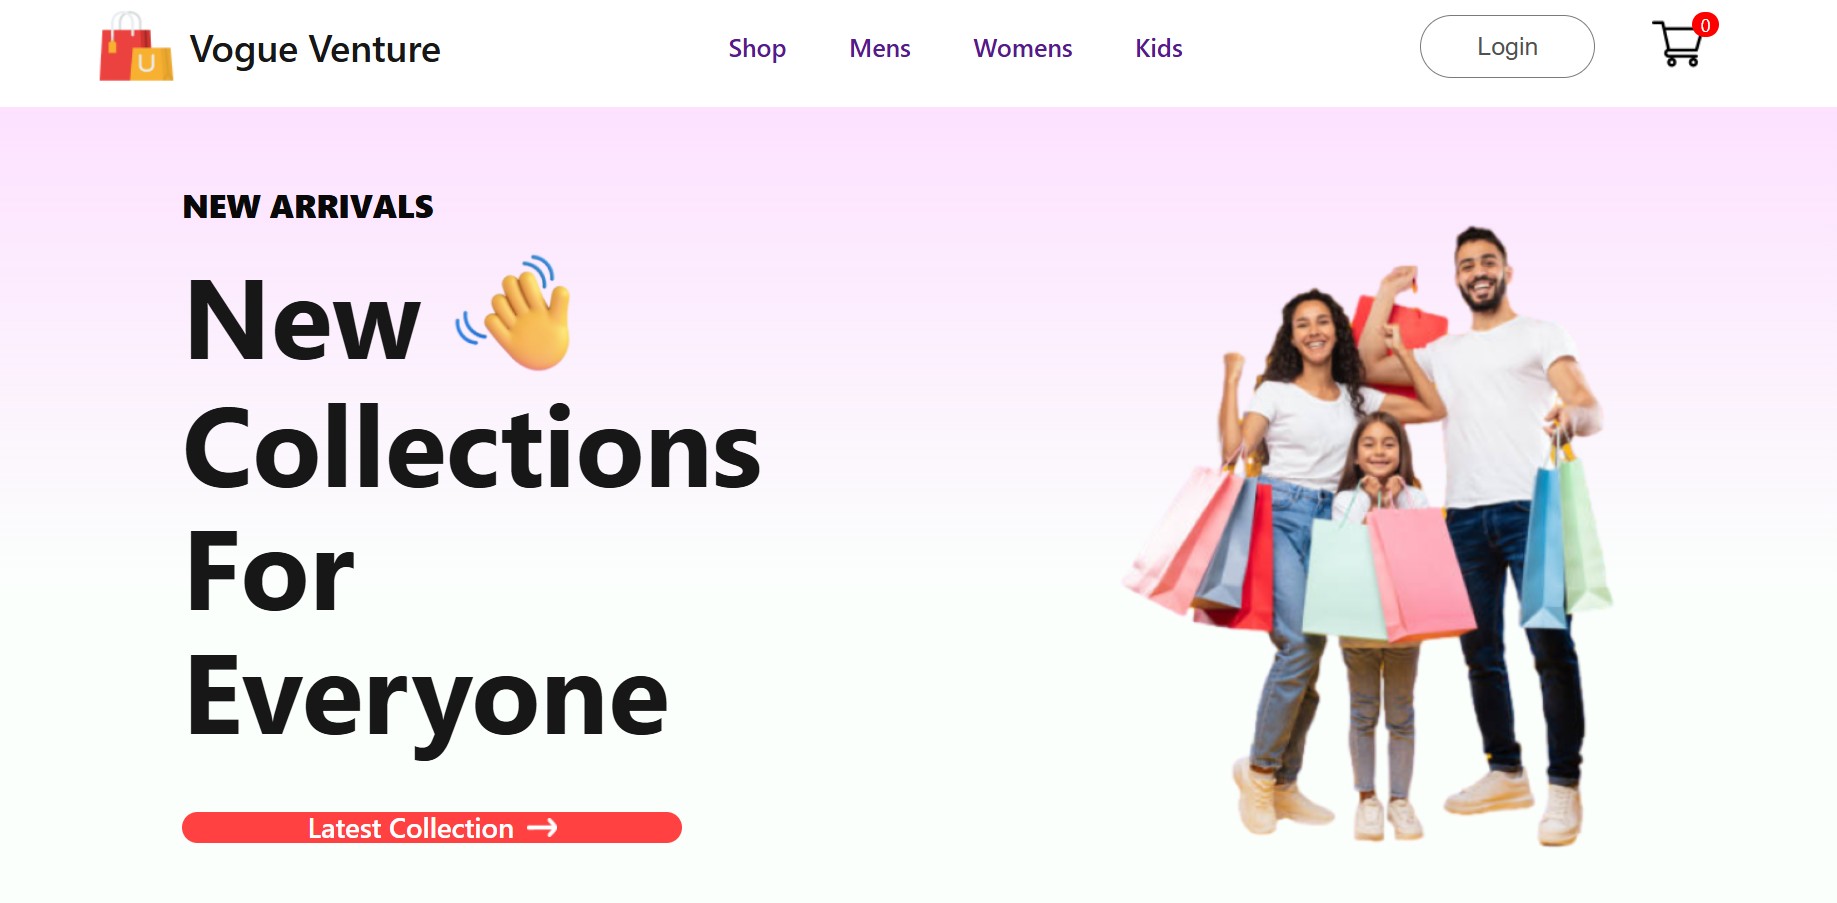 U
Vogue Venture
Shop
Mens
Womens
Kids
Login
0
NEW ARRIVALS
New 👋
Collections
For
Everyone
Latest Collection →